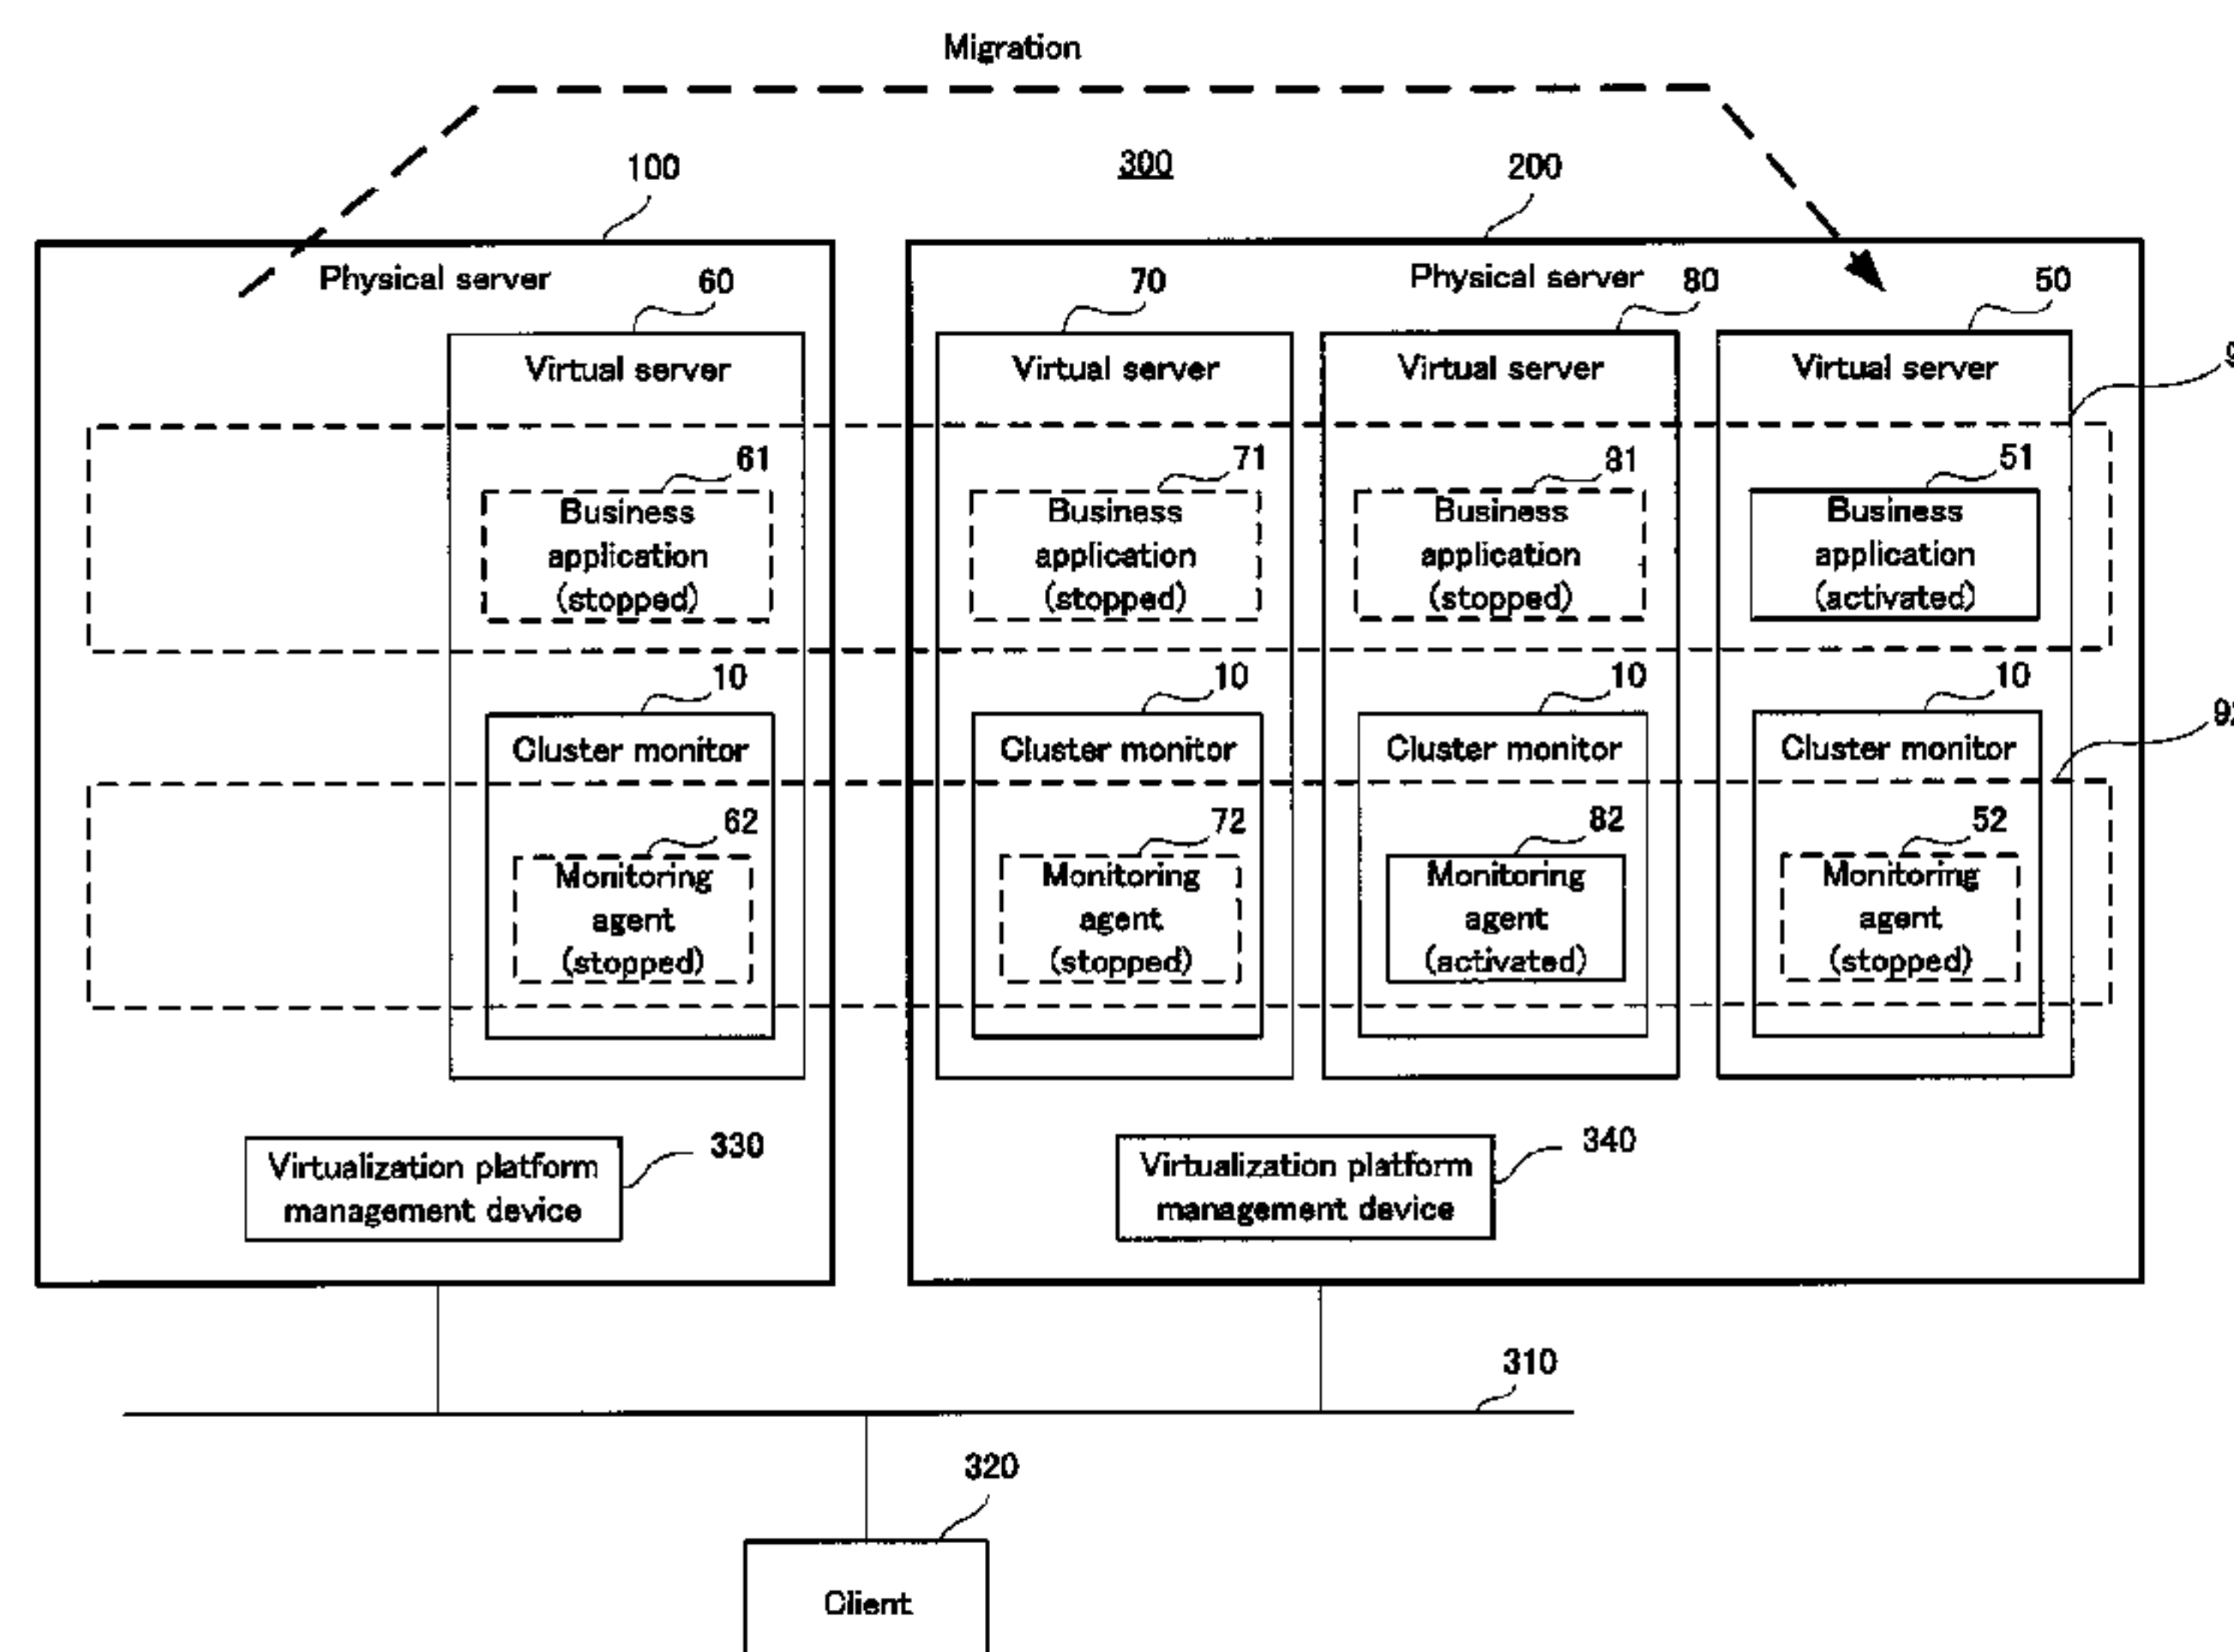 Migration
100
300
200
Physical server
60
70
Physical server
80
50
Virtual server
Virtual server
Virtual server
Virtual server
61
71
81
51
Business
application
(stopped)
Business
application
(stopped)
Business
application
(stopped)
Business
application
(activated)
10
10
10
10
Cluster monitor
Cluster monitor
Cluster monitor
Cluster monitor
62
72
82
52
Monitoring
agent
(stopped)
Monitoring
agent
(stopped)
Monitoring
agent
(activated)
Monitoring
agent
(stopped)
Virtualization platform
management device
330
Virtualization platform
management device
340
310
320
Client